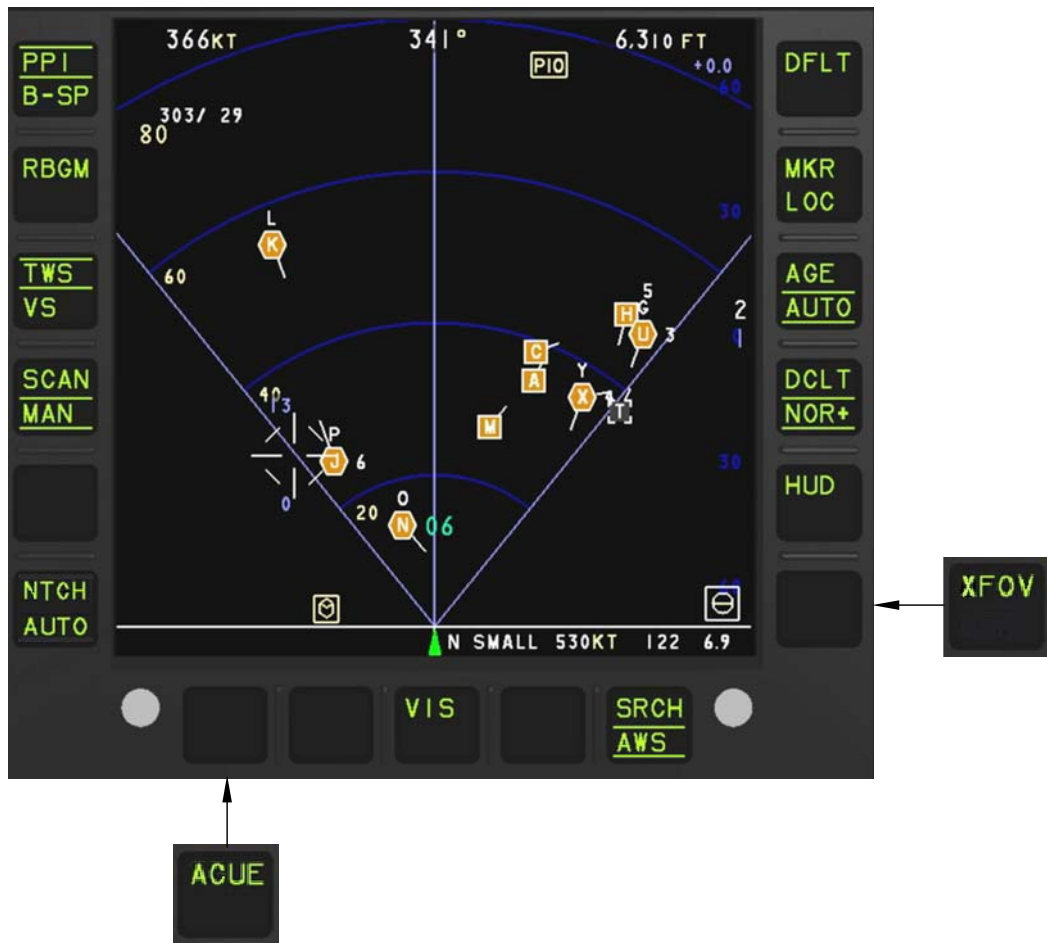 366KT
341°
6,310 FT
PIO
+0.0
60
303/ 29
80
PPI
B-SP
RBGM
TWS
VS
SCAN
MAN
NTCH
AUTO
DFLT
MKR
LOC
AGE
AUTO
DCLT
NOR+
HUD
XFOV
30
L
K
60
5
H
G
U
3
2
C
A
Y
X
T
M
40
13
P
J
6
0
30
20
O
N
06
N SMALL 530KT 122 6.9
VIS
SRCH
AWS
ACUE